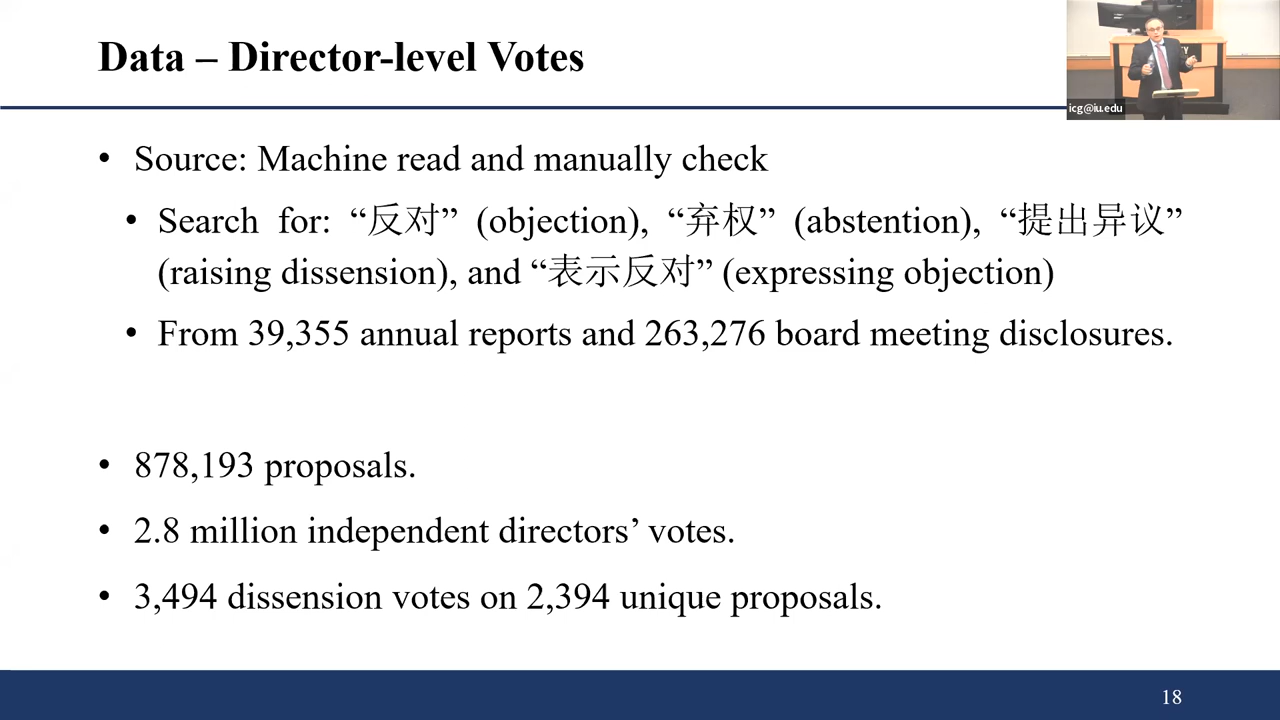 Data – Director-level Votes
icg@iu.edu
• Source: Machine read and manually check
• Search for: “反对” (objection), “弃权” (abstention), “提出异议”
(raising dissension), and “表示反对” (expressing objection)
• From 39,355 annual reports and 263,276 board meeting disclosures.
• 878,193 proposals.
• 2.8 million independent directors’ votes.
• 3,494 dissension votes on 2,394 unique proposals.
18